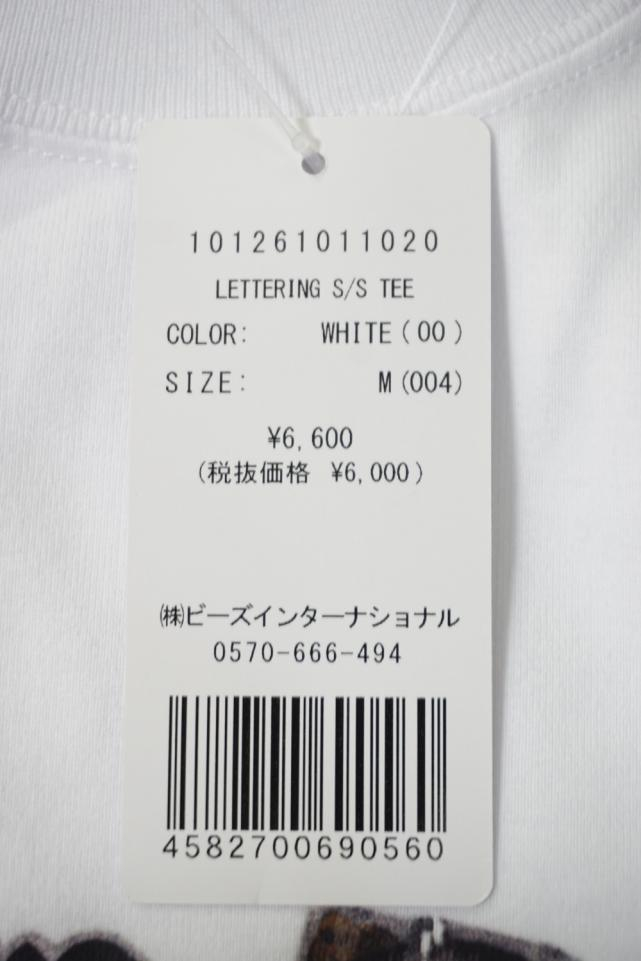 101261011020
LETTERING S/S TEE
COLOR: WHITE(00)
SIZE: M(004)
¥6,600
(税抜価格 ¥6,000)
㈱ビーズインターナショナル
0570-666-494
4582700690560